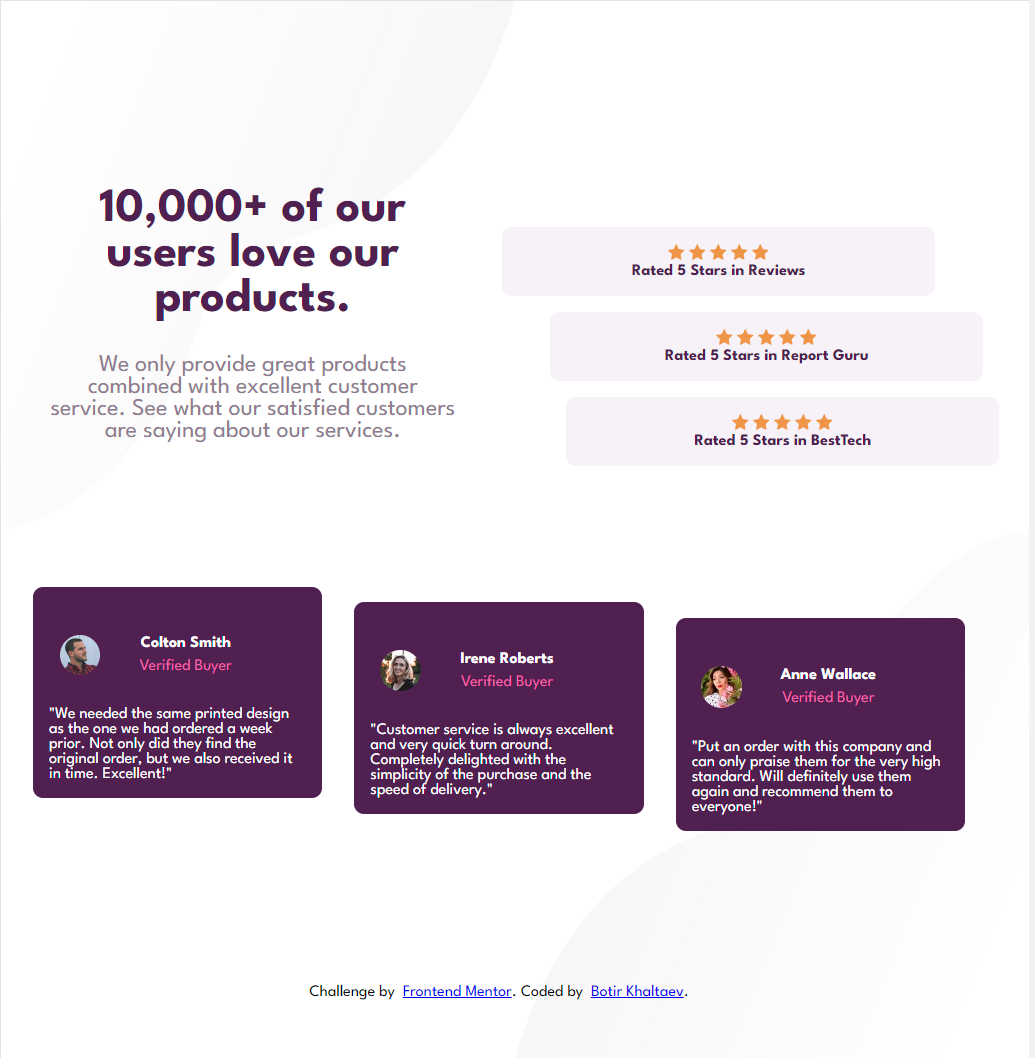 10,000+ of our
users love our
products.
We only provide great products
combined with excellent customer
service. See what our satisfied customers
are saying about our services.
Rated 5 Stars in Reviews
Rated 5 Stars in Report Guru
Rated 5 Stars in BestTech
Colton Smith
Verified Buyer
"We needed the same printed design
as the one we had ordered a week
prior. Not only did they find the
original order, but we also received it
in time. Excellent!"
Irene Roberts
Verified Buyer
"Customer service is always excellent
and very quick turn around.
Completely delighted with the
simplicity of the purchase and the
speed of delivery."
Anne Wallace
Verified Buyer
"Put an order with this company and
can only praise them for the very high
standard. Will definitely use them
again and recommend them to
everyone!"
Challenge by Frontend Mentor. Coded by Botir Khaltaev.